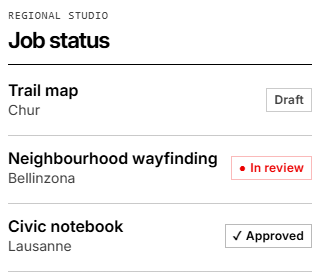 REGIONAL STUDIO
Job status
Trail map
Chur
Draft
Neighbourhood wayfinding
Bellinzona
● In review
Civic notebook
Lausanne
✓ Approved